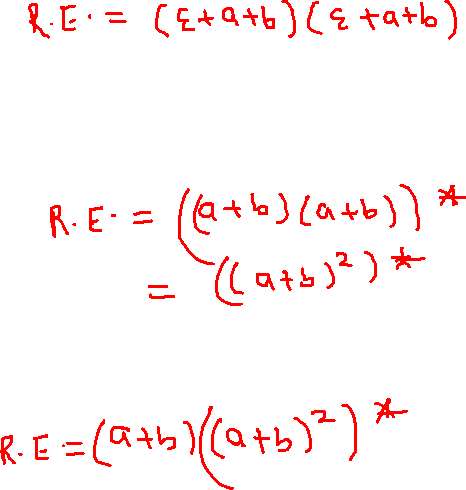 R.E. = (ε+a+b)(ε+a+b)
R.E. = ((a+b)(a+b))*
= ((a+b)²)*
R.E = (a+b)((a+b)²)*